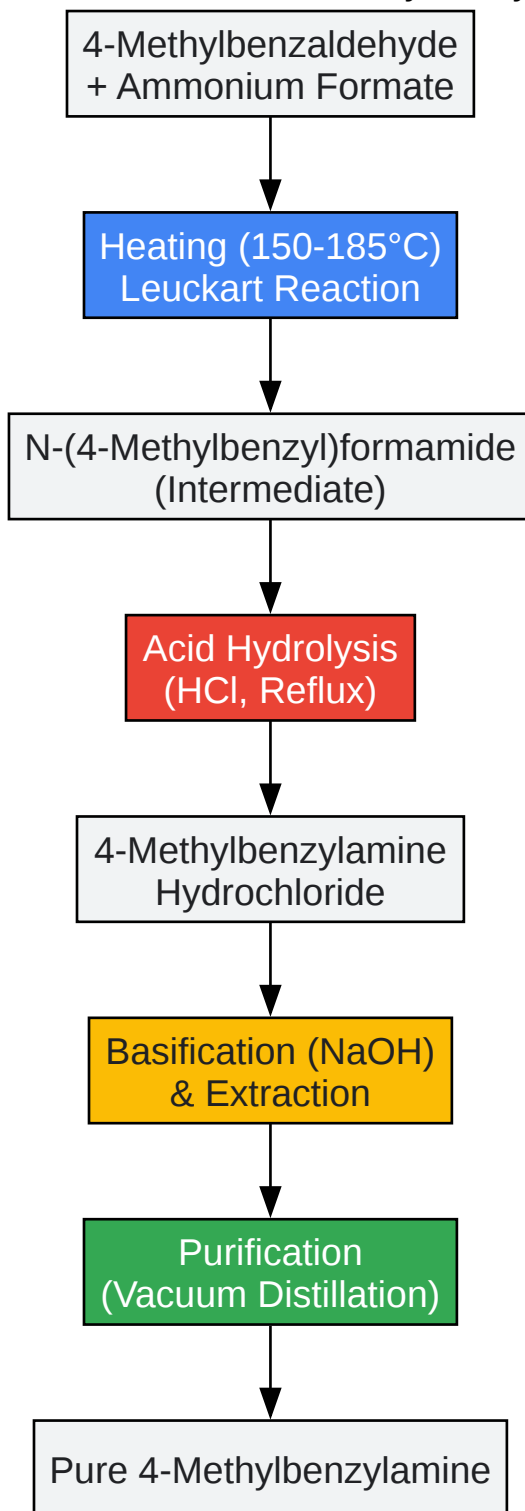 4-Methylbenzaldehyde
+ Ammonium Formate
Heating (150-185°C)
Leuckart Reaction
N-(4-Methylbenzyl)formamide
(Intermediate)
Acid Hydrolysis
(HCl, Reflux)
4-Methylbenzylamine
Hydrochloride
Basification (NaOH)
& Extraction
Purification
(Vacuum Distillation)
Pure 4-Methylbenzylamine